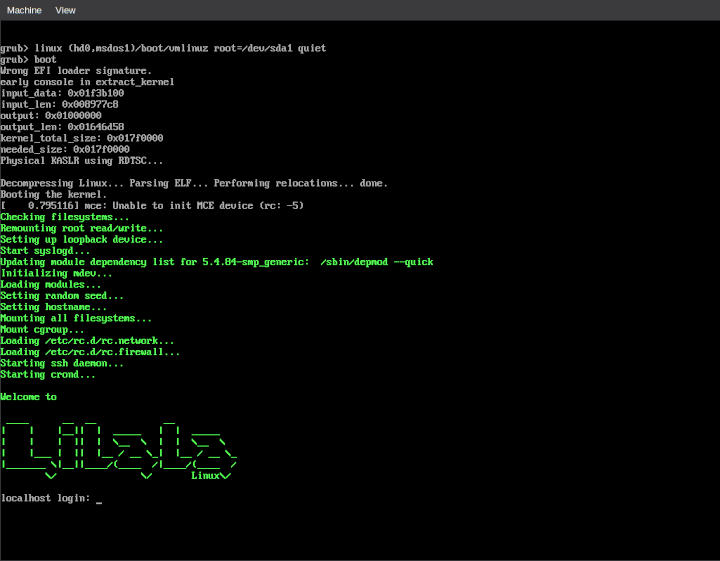 Machine View
grub> linux (hd0,msdos1)/boot/vmlinuz root=/dev/sda1 quiet
grub> boot
Wrong EFI loader signature.
early console in extract_kernel
input_data: 0x01f3b100
input_len: 0x008977c8
output: 0x01000000
output_len: 0x01646d58
kernel_total_size: 0x017f0000
needed_size: 0x017f0000
Physical KASLR using RDTSC...
Decompressing Linux... Parsing ELF... Performing relocations... done.
Booting the kernel.
[    0.795116] mce: Unable to init MCE device (rc: -5)
Checking filesystems...
Remounting root read/write...
Setting up loopback device...
Start syslogd...
Updating module dependency list for 5.4.84-smp_generic:  /sbin/depmod --quick
Initializing mdev...
Loading modules...
Setting random seed...
Setting hostname...
Mounting all filesystems...
Mount cgroup...
Loading /etc/rc.d/rc.network...
Loading /etc/rc.d/rc.firewall...
Starting ssh daemon...
Starting crond...
Welcome to
Linux
localhost login: _